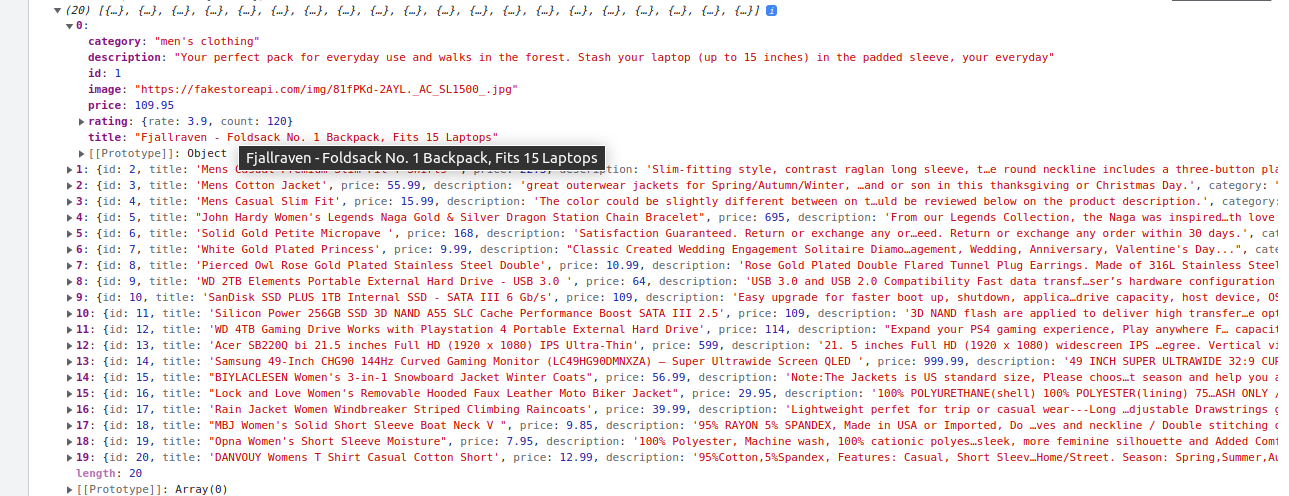 (20) [{…}, {…}, {…}, {…}, {…}, {…}, {…}, {…}, {…}, {…}, {…}, {…}, {…}, {…}, {…}, {…}, {…}, {…}, {…}, {…}] i
0:
category: "men's clothing"
description: "Your perfect pack for everyday use and walks in the forest. Stash your laptop (up to 15 inches) in the padded sleeve, your everyday"
id: 1
image: "https://fakestoreapi.com/img/81fPKd-2AYL._AC_SL1500_.jpg"
price: 109.95
rating: {rate: 3.9, count: 120}
title: "Fjallraven - Foldsack No. 1 Backpack, Fits 15 Laptops"
[[Prototype]]: Object
Fjallraven - Foldsack No. 1 Backpack, Fits 15 Laptops
1: {id: 2, title: 'Mens description: 'Slim-fitting style, contrast raglan long sleeve, t…e round neckline includes a three-button pla
2: {id: 3, title: 'Mens Cotton Jacket', price: 55.99, description: 'great outerwear jackets for Spring/Autumn/Winter, …and or son in this thanksgiving or Christmas Day.', category: '
3: {id: 4, title: 'Mens Casual Slim Fit', price: 15.99, description: 'The color could be slightly different between on t…uld be reviewed below on the product description.', category:
4: {id: 5, title: "John Hardy Women's Legends Naga Gold & Silver Dragon Station Chain Bracelet", price: 695, description: 'From our Legends Collection, the Naga was inspired…th love
5: {id: 6, title: 'Solid Gold Petite Micropave ', price: 168, description: 'Satisfaction Guaranteed. Return or exchange any or…eed. Return or exchange any order within 30 days.', cat
6: {id: 7, title: 'White Gold Plated Princess', price: 9.99, description: "Classic Created Wedding Engagement Solitaire Diamo…agement, Wedding, Anniversary, Valentine's Day...", cate
7: {id: 8, title: 'Pierced Owl Rose Gold Plated Stainless Steel Double', price: 10.99, description: 'Rose Gold Plated Double Flared Tunnel Plug Earrings. Made of 316L Stainless Steel
8: {id: 9, title: 'WD 2TB Elements Portable External Hard Drive - USB 3.0 ', price: 64, description: 'USB 3.0 and USB 2.0 Compatibility Fast data transf…ser's hardware configuration
9: {id: 10, title: 'SanDisk SSD PLUS 1TB Internal SSD - SATA III 6 Gb/s', price: 109, description: 'Easy upgrade for faster boot up, shutdown, applica…drive capacity, host device, OS
10: {id: 11, title: 'Silicon Power 256GB SSD 3D NAND A55 SLC Cache Performance Boost SATA III 2.5', price: 109, description: '3D NAND flash are applied to deliver high transfer…e opt
11: {id: 12, title: 'WD 4TB Gaming Drive Works with Playstation 4 Portable External Hard Drive', price: 114, description: "Expand your PS4 gaming experience, Play anywhere F… capacit
12: {id: 13, title: 'Acer SB220Q bi 21.5 inches Full HD (1920 x 1080) IPS Ultra-Thin', price: 599, description: '21. 5 inches Full HD (1920 x 1080) widescreen IPS …egree. Vertical vi
13: {id: 14, title: 'Samsung 49-Inch CHG90 144Hz Curved Gaming Monitor (LC49HG90DMNXZA) – Super Ultrawide Screen QLED ', price: 999.99, description: '49 INCH SUPER ULTRAWIDE 32:9 CUR
14: {id: 15, title: "BIYLACLESEN Women's 3-in-1 Snowboard Jacket Winter Coats", price: 56.99, description: 'Note:The Jackets is US standard size, Please choos…t season and help you a
15: {id: 16, title: "Lock and Love Women's Removable Hooded Faux Leather Moto Biker Jacket", price: 29.95, description: '100% POLYURETHANE(shell) 100% POLYESTER(lining) 75…ASH ONLY /
16: {id: 17, title: 'Rain Jacket Women Windbreaker Striped Climbing Raincoats', price: 39.99, description: 'Lightweight perfet for trip or casual wear---Long …djustable Drawstrings g
17: {id: 18, title: "MBJ Women's Solid Short Sleeve Boat Neck V ", price: 9.85, description: '95% RAYON 5% SPANDEX, Made in USA or Imported, Do …ves and neckline / Double stitching o
18: {id: 19, title: "Opna Women's Short Sleeve Moisture", price: 7.95, description: '100% Polyester, Machine wash, 100% cationic polyes…sleek, more feminine silhouette and Added Comf
19: {id: 20, title: 'DANVOUY Womens T Shirt Casual Cotton Short', price: 12.99, description: '95%Cotton,5%Spandex, Features: Casual, Short Sleev…Home/Street. Season: Spring,Summer,Au
length: 20
[[Prototype]]: Array(0)